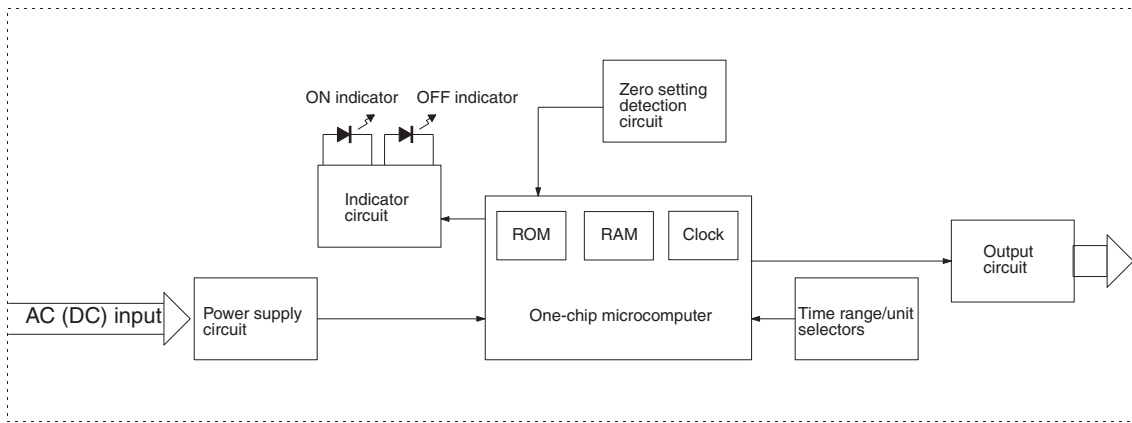 Zero setting
detection
circuit
ON indicator
OFF indicator
Indicator
circuit
ROM
RAM
Clock
Output
circuit
AC (DC) input
Power supply
circuit
One-chip microcomputer
Time range/unit
selectors